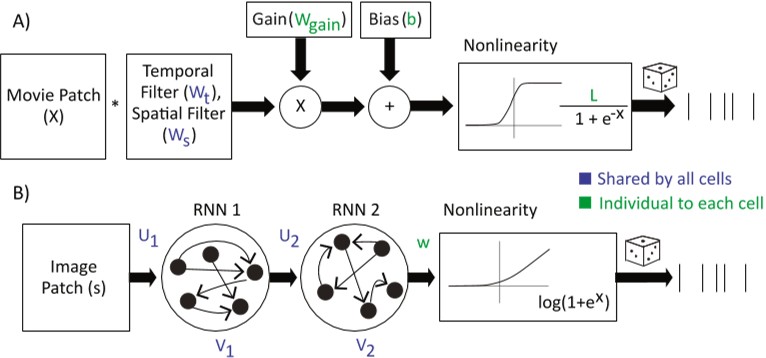 A)
Gain(Wgain)
Bias(b)
Nonlinearity
Movie Patch
(X)
*
Temporal
Filter (Wt),
Spatial Filter
(Ws)
X
+
L
1 + e-x
Shared by all cells
Individual to each cell
B)
RNN 1
RNN 2
Nonlinearity
Image
Patch (s)
U1
U2
w
log(1+ex)
V1
V2